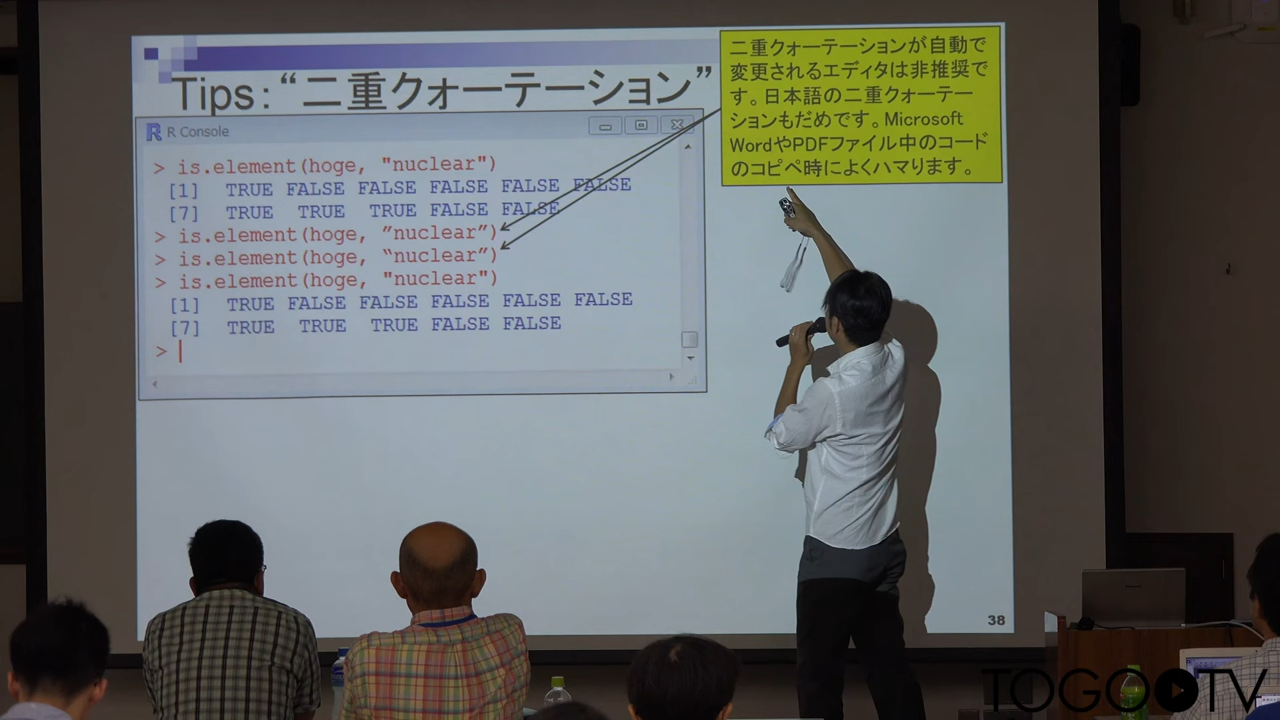 Tips：“二重クォーテーション”
二重クォーテーションが自動で
変更されるエディタは非推奨で
す。日本語の二重クォーテー
ションもだめです。Microsoft
WordやPDFファイル中のコード
のコピペ時によくハマります。
R Console
> is.element(hoge, "nuclear")
[1] TRUE FALSE FALSE FALSE FALSE FALSE
[7] TRUE TRUE TRUE FALSE FALSE
> is.element(hoge, ”nuclear”)
> is.element(hoge, “nuclear”)
> is.element(hoge, "nuclear")
[1] TRUE FALSE FALSE FALSE FALSE FALSE
[7] TRUE TRUE TRUE FALSE FALSE
>
38
TOGOTV